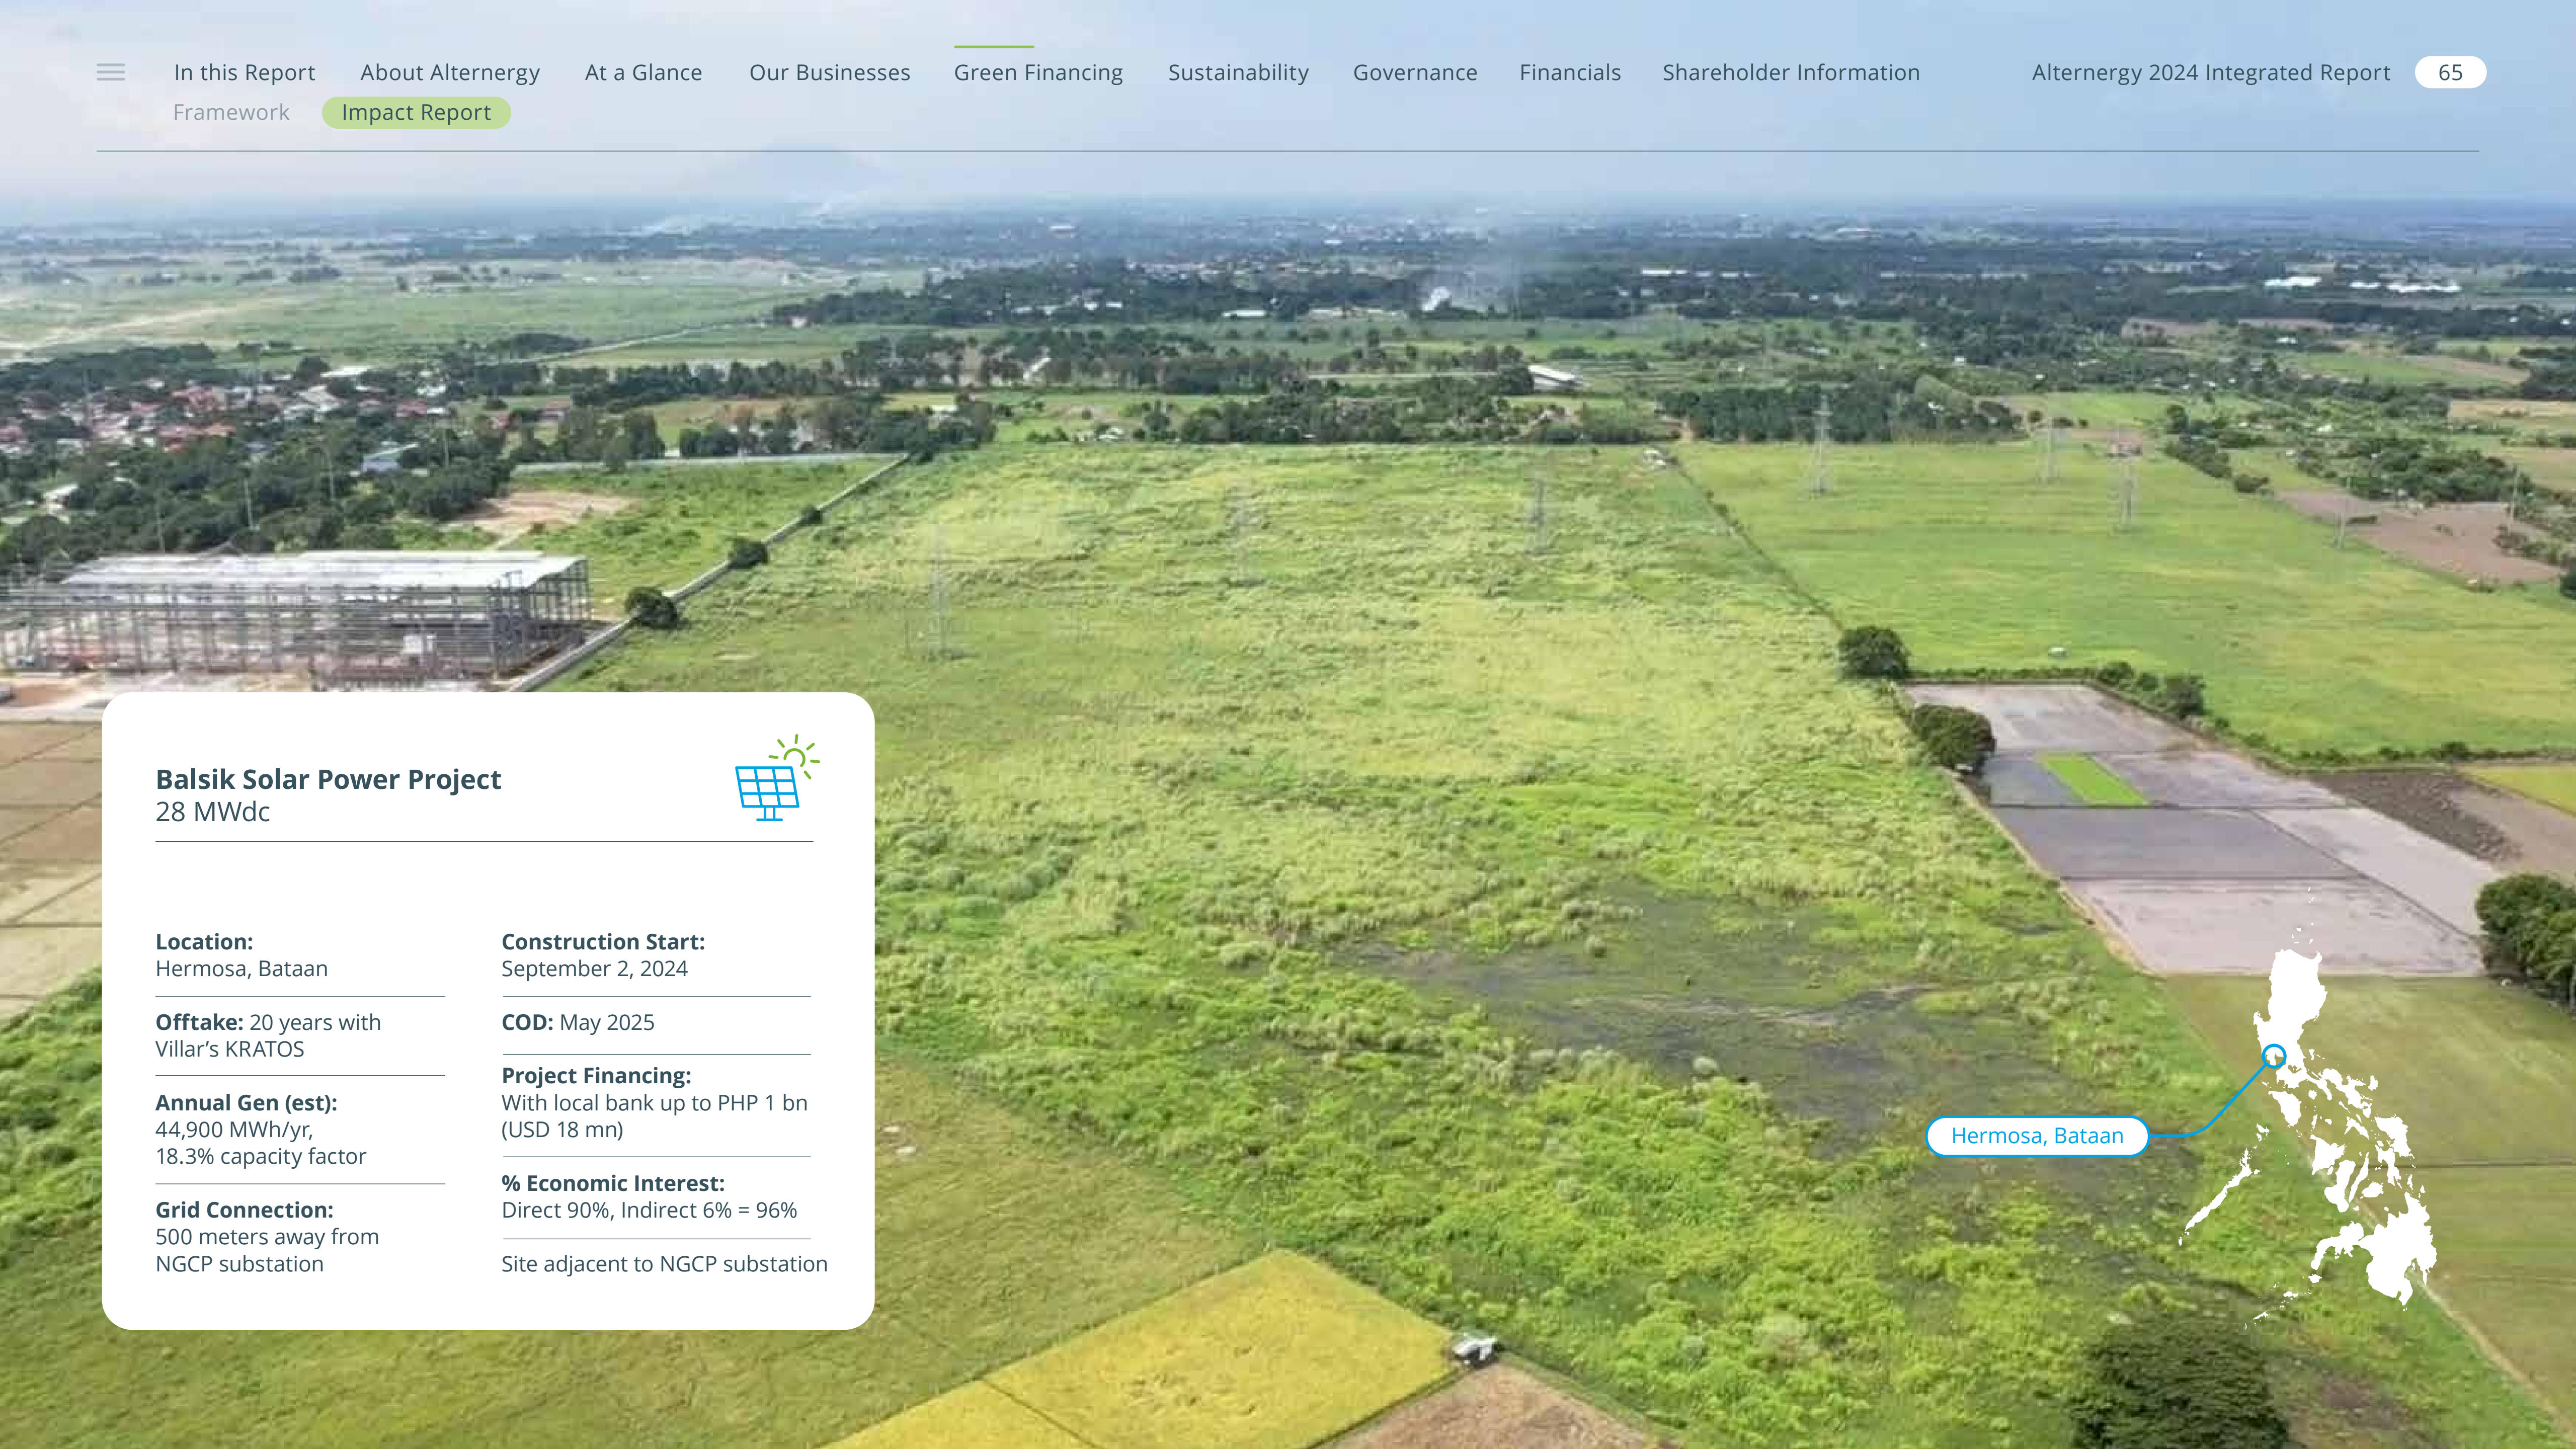 In this Report
About Alternergy
At a Glance
Our Businesses
Green Financing
Sustainability
Governance
Financials
Shareholder Information
Alternergy 2024 Integrated Report
65
Framework
Impact Report
Balsik Solar Power Project
28 MWdc
Location:
Hermosa, Bataan
Offtake: 20 years with
Villar’s KRATOS
Annual Gen (est):
44,900 MWh/yr,
18.3% capacity factor
Grid Connection:
500 meters away from
NGCP substation
Construction Start:
September 2, 2024
COD: May 2025
Project Financing:
With local bank up to PHP 1 bn
(USD 18 mn)
% Economic Interest:
Direct 90%, Indirect 6% = 96%
Site adjacent to NGCP substation
Hermosa, Bataan